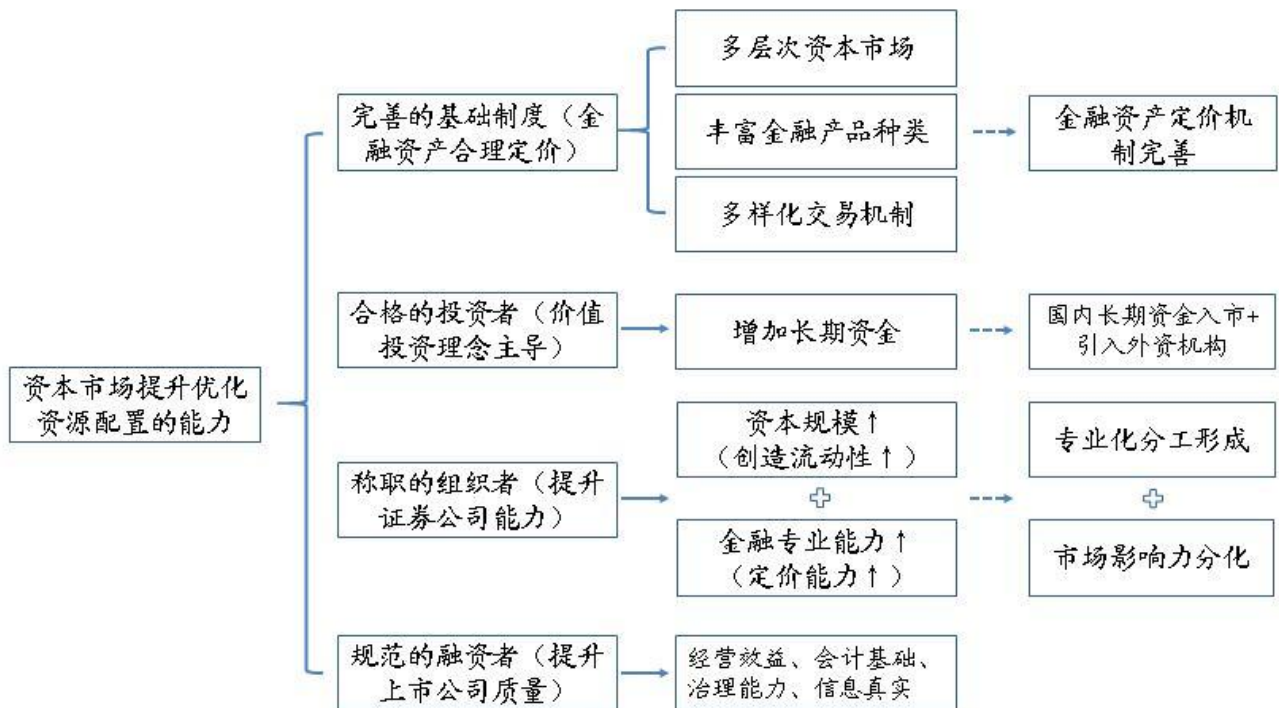 多层次资本市场
完善的基础制度（金
融资产合理定价）
丰富金融产品种类
金融资产定价机
制完善
多样化交易机制
合格的投资者（价值
投资理念主导）
增加长期资金
国内长期资金入市+
引入外资机构
资本市场提升优化
资源配置的能力
资本规模↑
（创造流动性↑）
专业化分工形成
称职的组织者（提升
证券公司能力）
金融专业能力↑
（定价能力↑）
市场影响力分化
规范的融资者（提升
上市公司质量）
经营效益、会计基础、
治理能力、信息真实